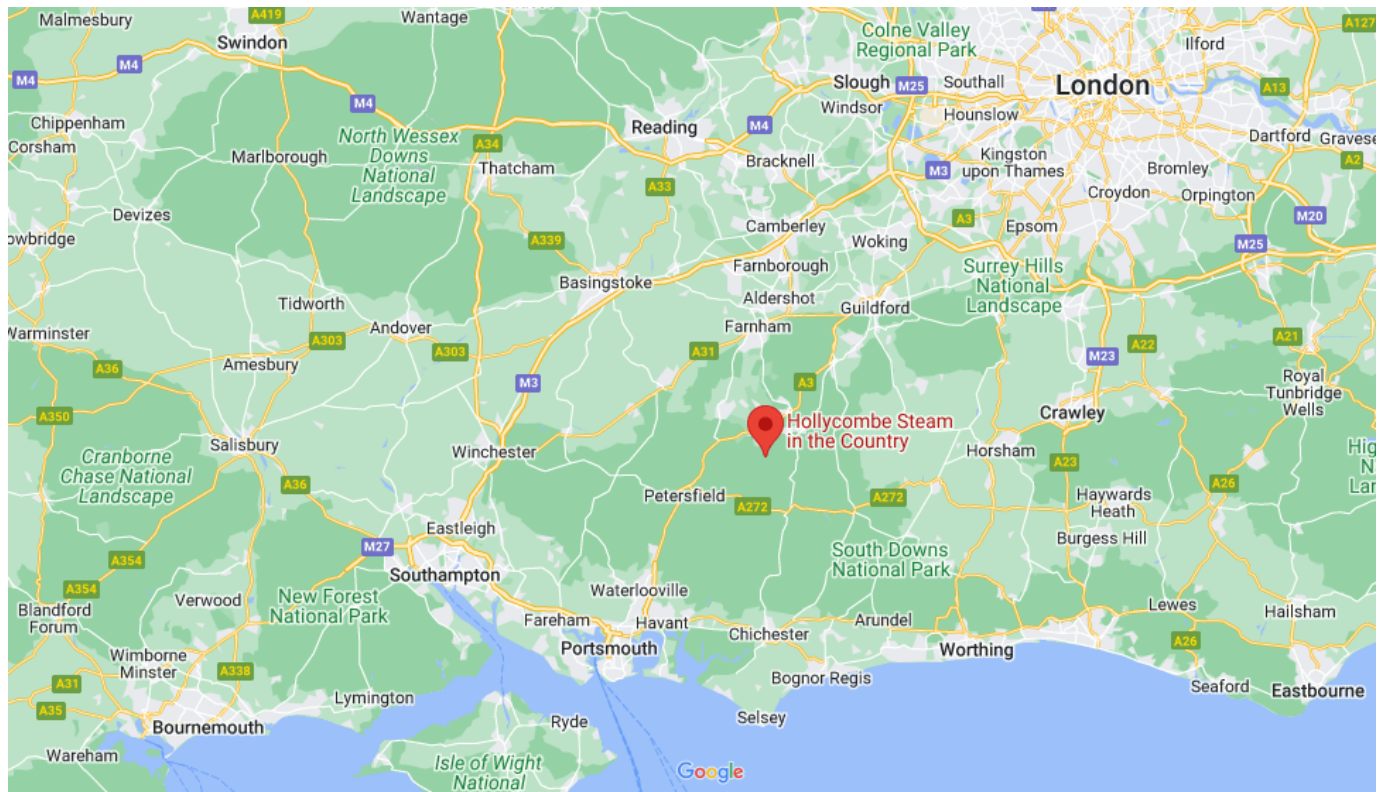 Malmesbury
A419
Wantage
Colne Valley
Regional Park
Ilford
A127
Swindon
M4
M4
M4
Slough
M25
Southall
London
A13
Windsor
Hounslow
Chippenham
Corsham
North Wessex
Downs
National
Landscape
Reading
M4
Dartford
Gravese
A34
Marlborough
Thatcham
Bracknell
Kingston
upon Thames
M3
Bromley
A2
A33
Croydon
Orpington
Devizes
Camberley
A3
Epsom
M20
owbridge
A339
Woking
M25
Farnborough
Surrey Hills
National
Landscape
Basingstoke
Tidworth
Aldershot
Guildford
Warminster
Andover
Farnham
A303
A303
A31
A21
A36
Amesbury
M3
M23
A22
A3
Royal
Tunbridge
Wells
A350
Crawley
Hollycombe Steam
in the Country
Salisbury
Winchester
Horsham
Cranborne
Chase National
Landscape
A23
Hig
N
Lan
A36
Petersfield
A272
A272
A26
Haywards
Heath
Eastleigh
M27
Burgess Hill
A354
South Downs
National Park
Southampton
A354
Waterlooville
New Forest
National Park
Verwood
Blandford
Forum
Fareham
Havant
Chichester
Arundel
Lewes
Hailsham
Portsmouth
Worthing
A26
Wimborne
Minster
A338
A31
Bognor Regis
Seaford
Eastbourne
Lymington
A35
Bournemouth
Ryde
Selsey
Wareham
Isle of Wight
National
Google